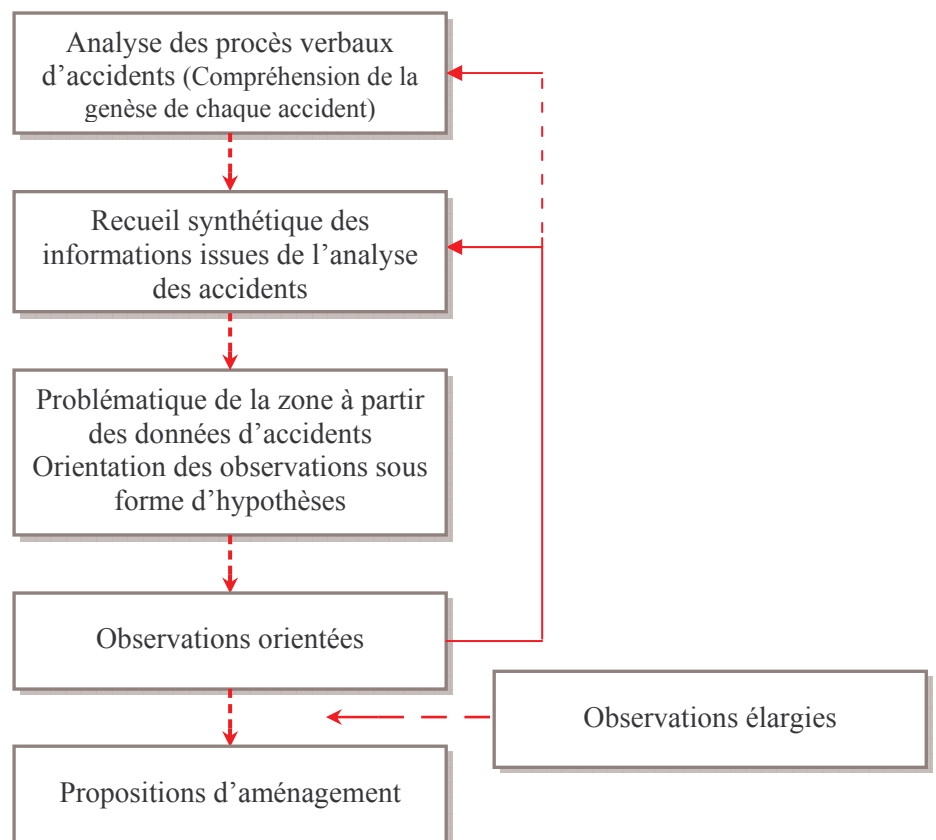 Analyse des procès verbaux
d’accidents (Compréhension de la
genèse de chaque accident)
Recueil synthétique des
informations issues de l’analyse
des accidents
Problématique de la zone à partir
des données d’accidents
Orientation des observations sous
forme d’hypothèses
Observations orientées
Observations élargies
Propositions d’aménagement